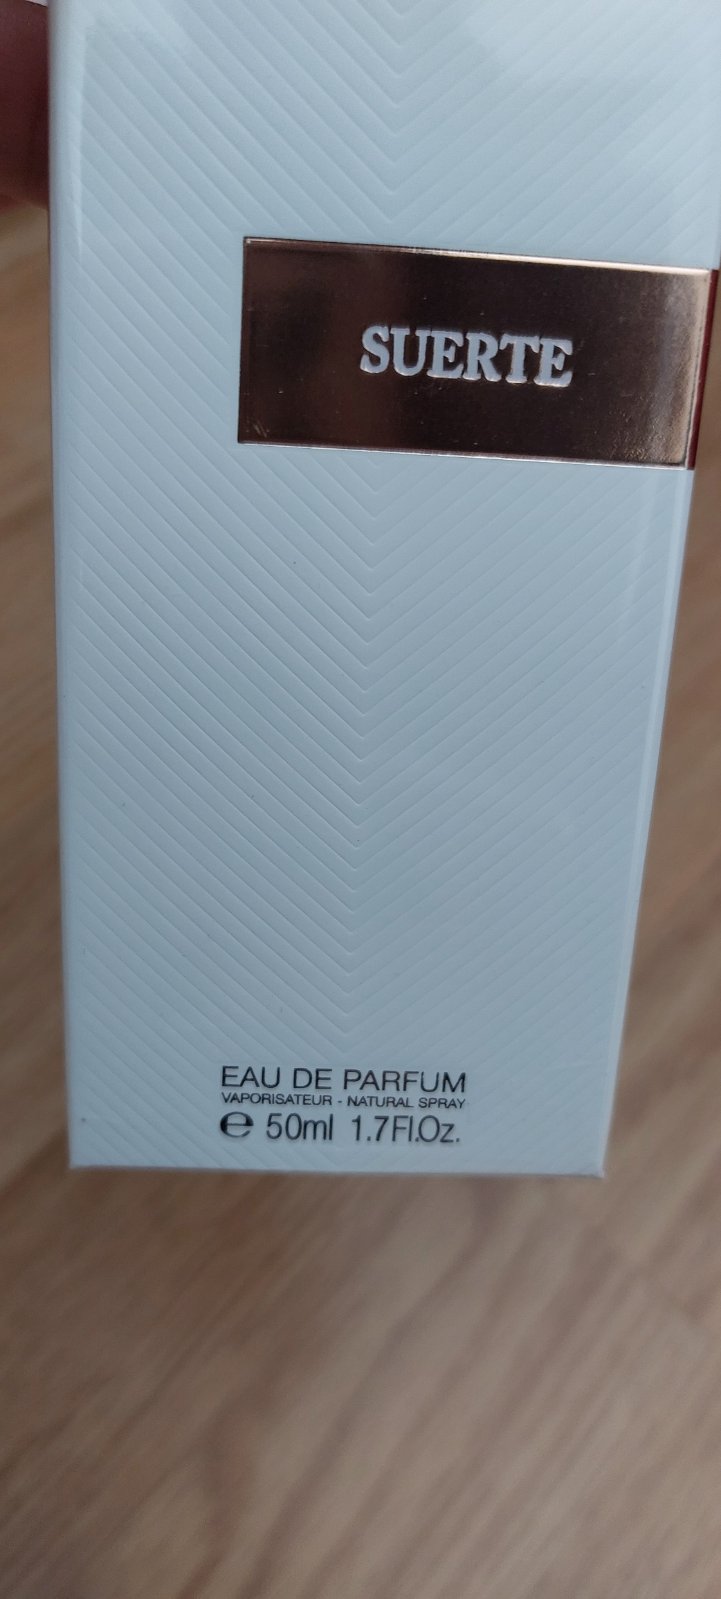 SUERTE
EAU DE PARFUM
VAPORISATEUR - NATURAL SPRAY
℮ 50ml 1.7Fl.Oz.